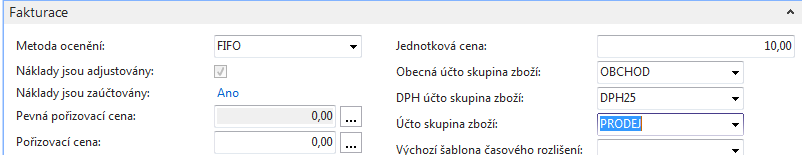 Fakturace
Metoda ocenění: FIFO
Náklady jsou adjustovány:
Náklady jsou zaúčtovány: Ano
Pevná pořizovací cena: 0,00 ...
Pořizovací cena: 0,00 ...
Jednotková cena: 10,00
Obecná účto skupina zboží: OBCHOD
DPH účto skupina zboží: DPH25
Účto skupina zboží: PRODEJ
Výchozí šablona časového rozlišení: